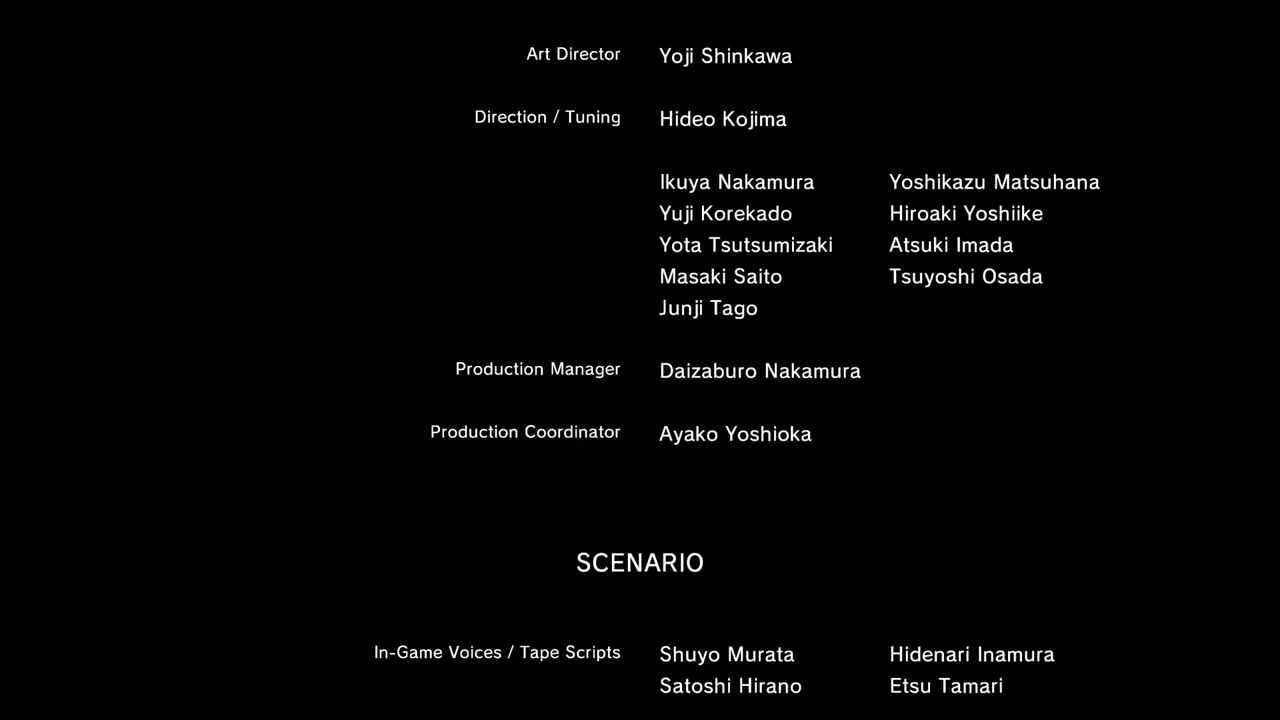 Art Director Yoji Shinkawa
Direction / Tuning Hideo Kojima
Ikuya Nakamura Yoshikazu Matsuhana
Yuji Korekado Hiroaki Yoshiike
Yota Tsutsumizaki Atsuki Imada
Masaki Saito Tsuyoshi Osada
Junji Tago
Production Manager Daizaburo Nakamura
Production Coordinator Ayako Yoshioka
SCENARIO
In-Game Voices / Tape Scripts Shuyo Murata Hidenari Inamura
Satoshi Hirano Etsu Tamari